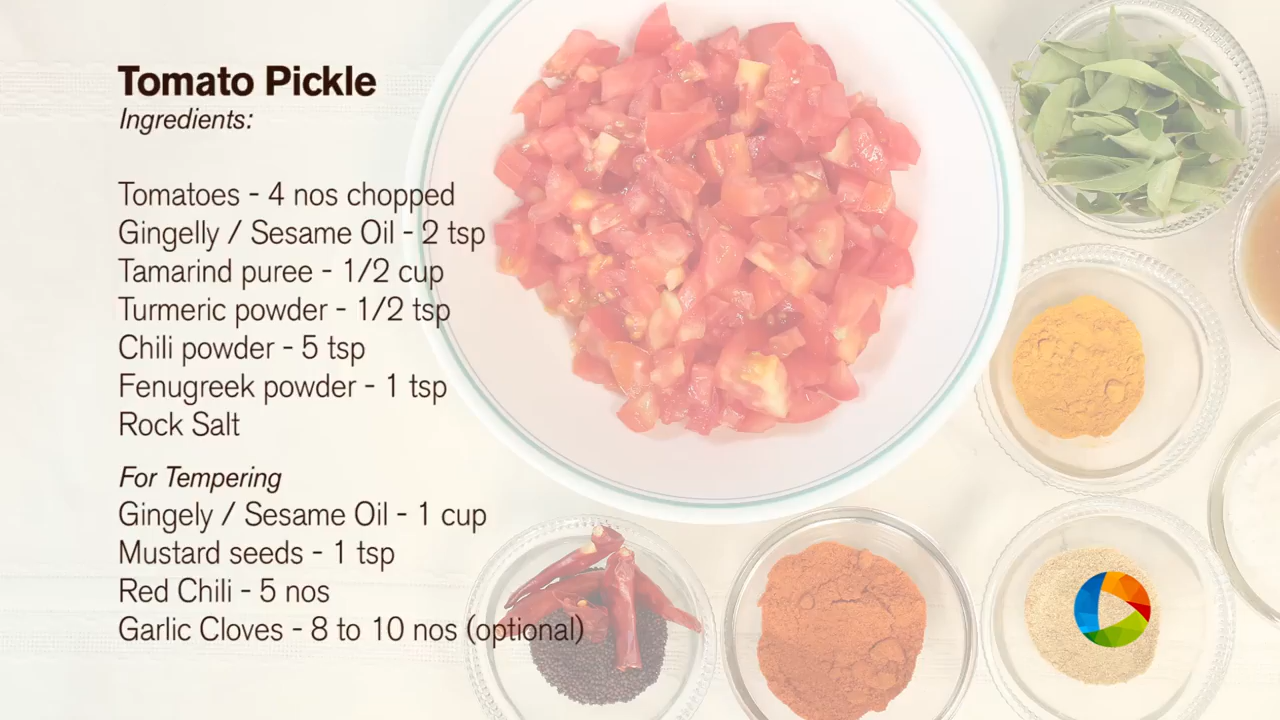 Tomato Pickle
Ingredients:
Tomatoes - 4 nos chopped
Gingelly / Sesame Oil - 2 tsp
Tamarind puree - 1/2 cup
Turmeric powder - 1/2 tsp
Chili powder - 5 tsp
Fenugreek powder - 1 tsp
Rock Salt
For Tempering
Gingely / Sesame Oil - 1 cup
Mustard seeds - 1 tsp
Red Chili - 5 nos
Garlic Cloves - 8 to 10 nos (optional)